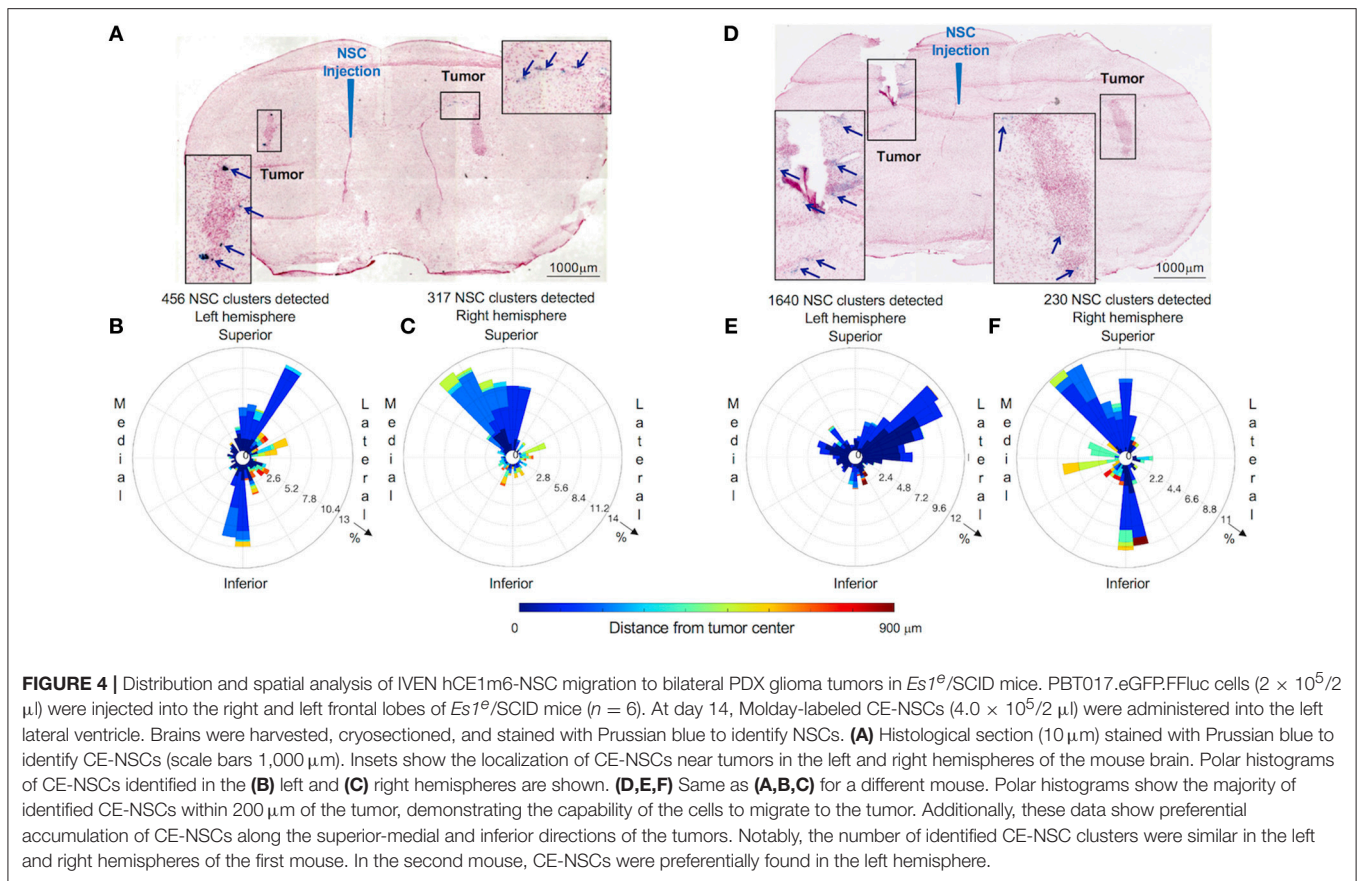 A
NSC
Injection
Tumor
Tumor
1000μm
D
NSC
Injection
Tumor
Tumor
1000μm
456 NSC clusters detected
Left hemisphere
Superior
317 NSC clusters detected
Right hemisphere
1640 NSC clusters detected
Left hemisphere
Superior
230 NSC clusters detected
Right hemisphere
B
C
E
F
Medial
Lateral
Medial
Lateral
0
2.6
5.2
7.8
10.4
13
%
0
2.8
5.6
8.4
11.2
14
%
0
2.4
4.8
7.2
9.6
12
%
0
2.2
4.4
6.6
8.8
11
%
Inferior
Inferior
Inferior
Inferior
0
Distance from tumor center
900 μm
FIGURE 4 | Distribution and spatial analysis of IVEN hCE1m6-NSC migration to bilateral PDX glioma tumors in Es1ᵉ/SCID mice. PBT017.eGFP.FFluc cells (2 × 10⁵/2
μl) were injected into the right and left frontal lobes of Es1ᵉ/SCID mice (n = 6). At day 14, Molday-labeled CE-NSCs (4.0 × 10⁵/2 μl) were administered into the left
lateral ventricle. Brains were harvested, cryosectioned, and stained with Prussian blue to identify NSCs. (A) Histological section (10 μm) stained with Prussian blue to
identify CE-NSCs (scale bars 1,000 μm). Insets show the localization of CE-NSCs near tumors in the left and right hemispheres of the mouse brain. Polar histograms
of CE-NSCs identified in the (B) left and (C) right hemispheres are shown. (D,E,F) Same as (A,B,C) for a different mouse. Polar histograms show the majority of
identified CE-NSCs within 200 μm of the tumor, demonstrating the capability of the cells to migrate to the tumor. Additionally, these data show preferential
accumulation of CE-NSCs along the superior-medial and inferior directions of the tumors. Notably, the number of identified CE-NSC clusters were similar in the left
and right hemispheres of the first mouse. In the second mouse, CE-NSCs were preferentially found in the left hemisphere.